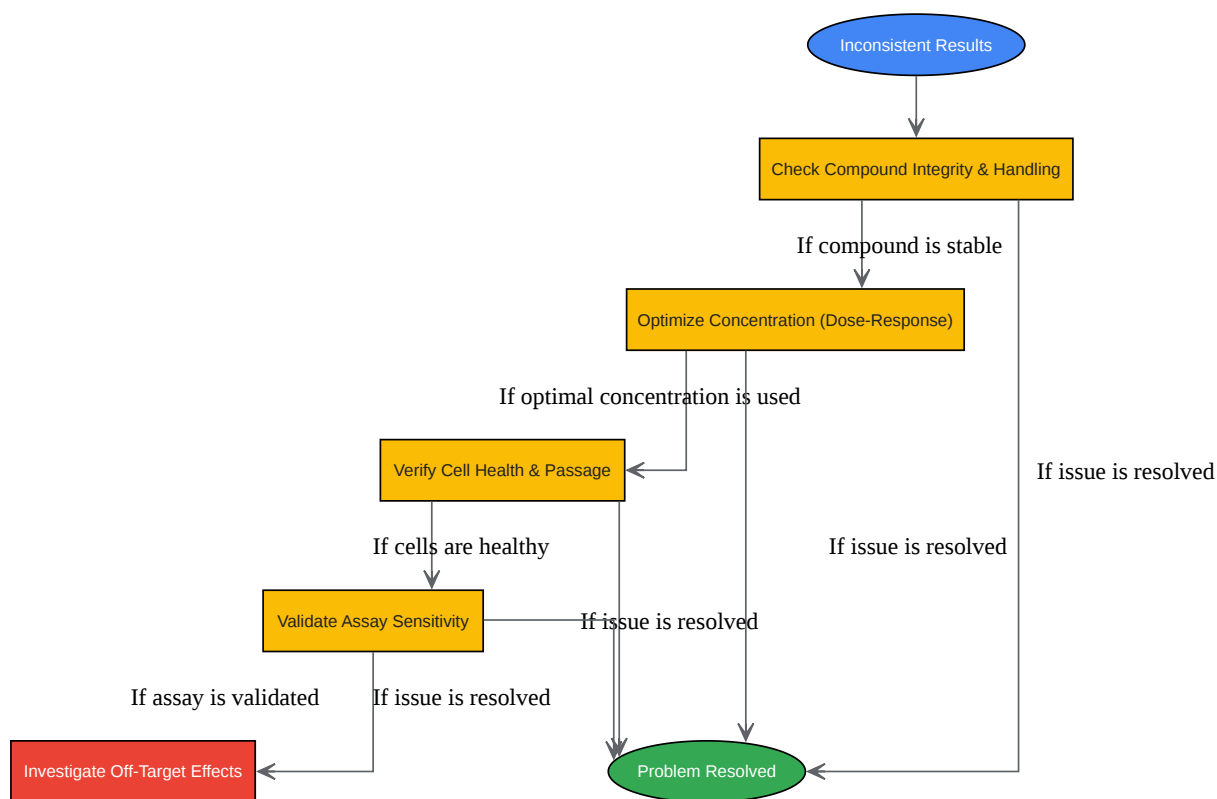 Inconsistent Results
Check Compound Integrity & Handling
If compound is stable
Optimize Concentration (Dose-Response)
If optimal concentration is used
Verify Cell Health & Passage
If issue is resolved
If cells are healthy
If issue is resolved
Validate Assay Sensitivity
If issue is resolved
If assay is validated
If issue is resolved
Investigate Off-Target Effects
Problem Resolved